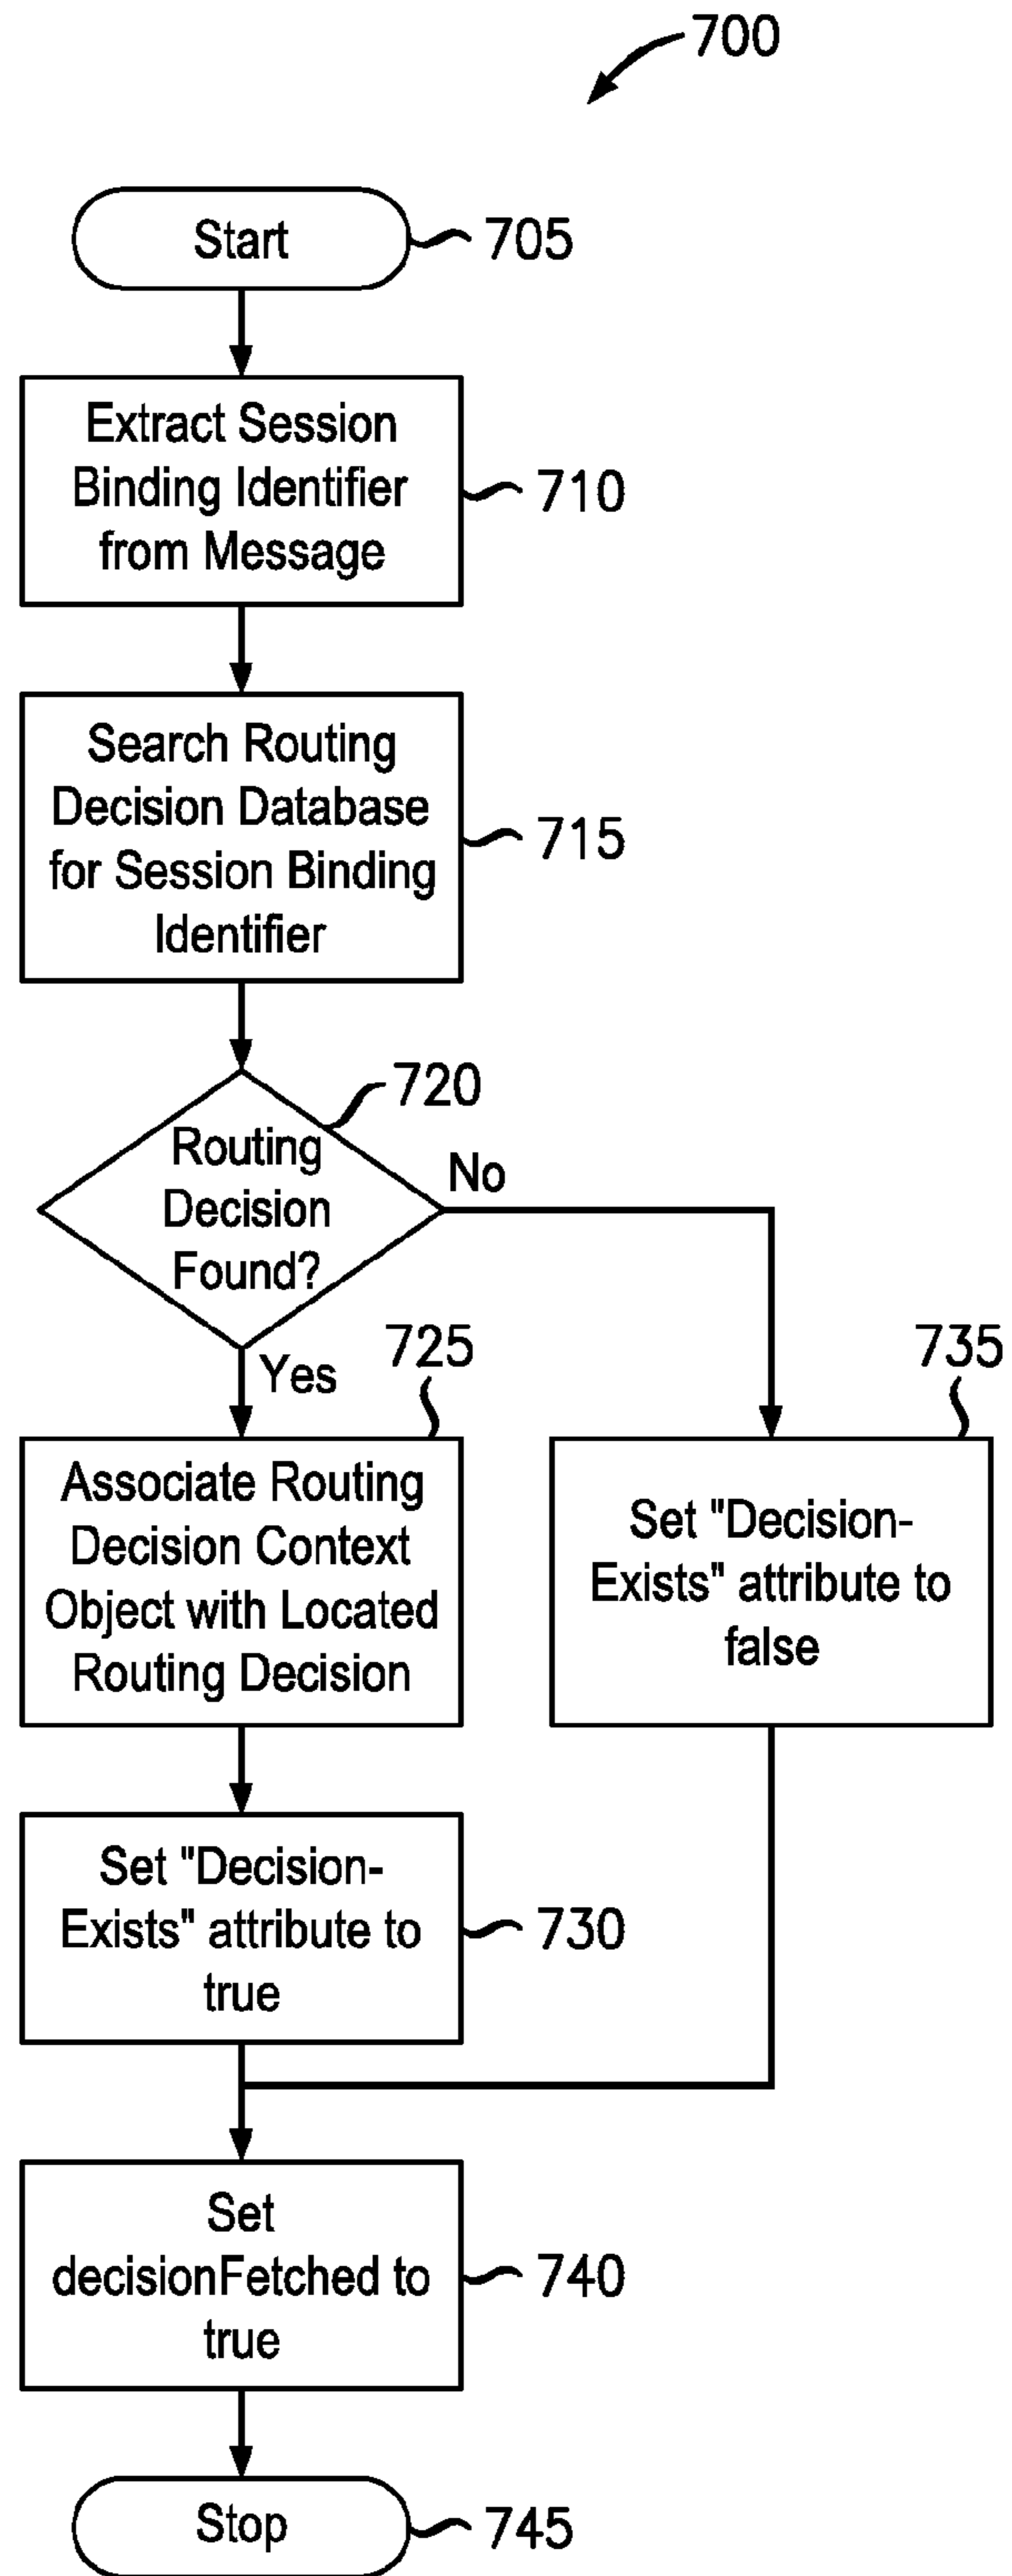 700
Start
705
Extract Session
Binding Identifier
from Message
710
Search Routing
Decision Database
for Session Binding
Identifier
715
720
Routing
Decision
Found?
No
Yes
725
735
Associate Routing
Decision Context
Object with Located
Routing Decision
Set "Decision-
Exists" attribute to
false
Set "Decision-
Exists" attribute to
true
730
Set
decisionFetched to
true
740
Stop
745